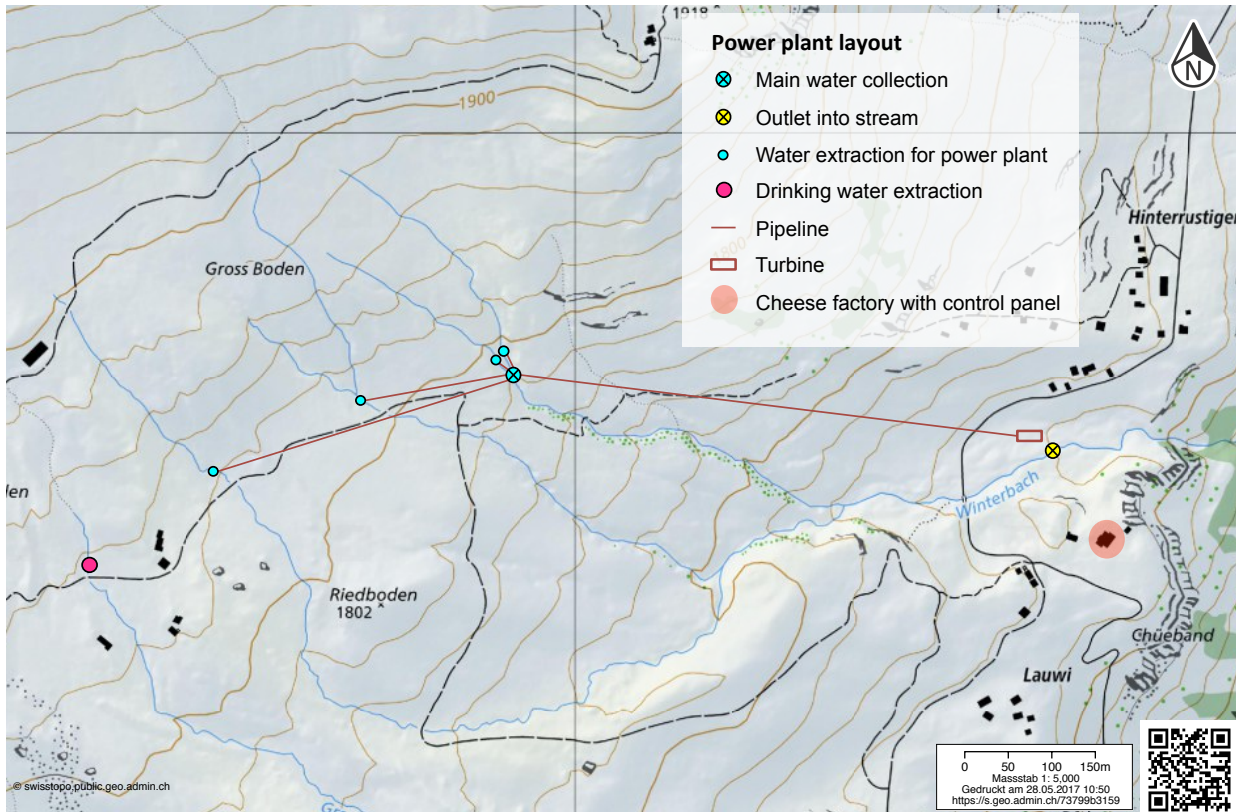 1918
Power plant layout
Main water collection
Outlet into stream
Water extraction for power plant
Drinking water extraction
Pipeline
Turbine
Cheese factory with control panel
N
1900
1800
Hinterrustigen
Gross Boden
Winterbach
Riedboden
1802
Chüeband
Lauwi
0 50 100 150m
Massstab 1: 5,000
Gedruckt am 28.05.2017 10:50
https://s.geo.admin.ch/73799b3159
© swisstopo,public.geo.admin.ch